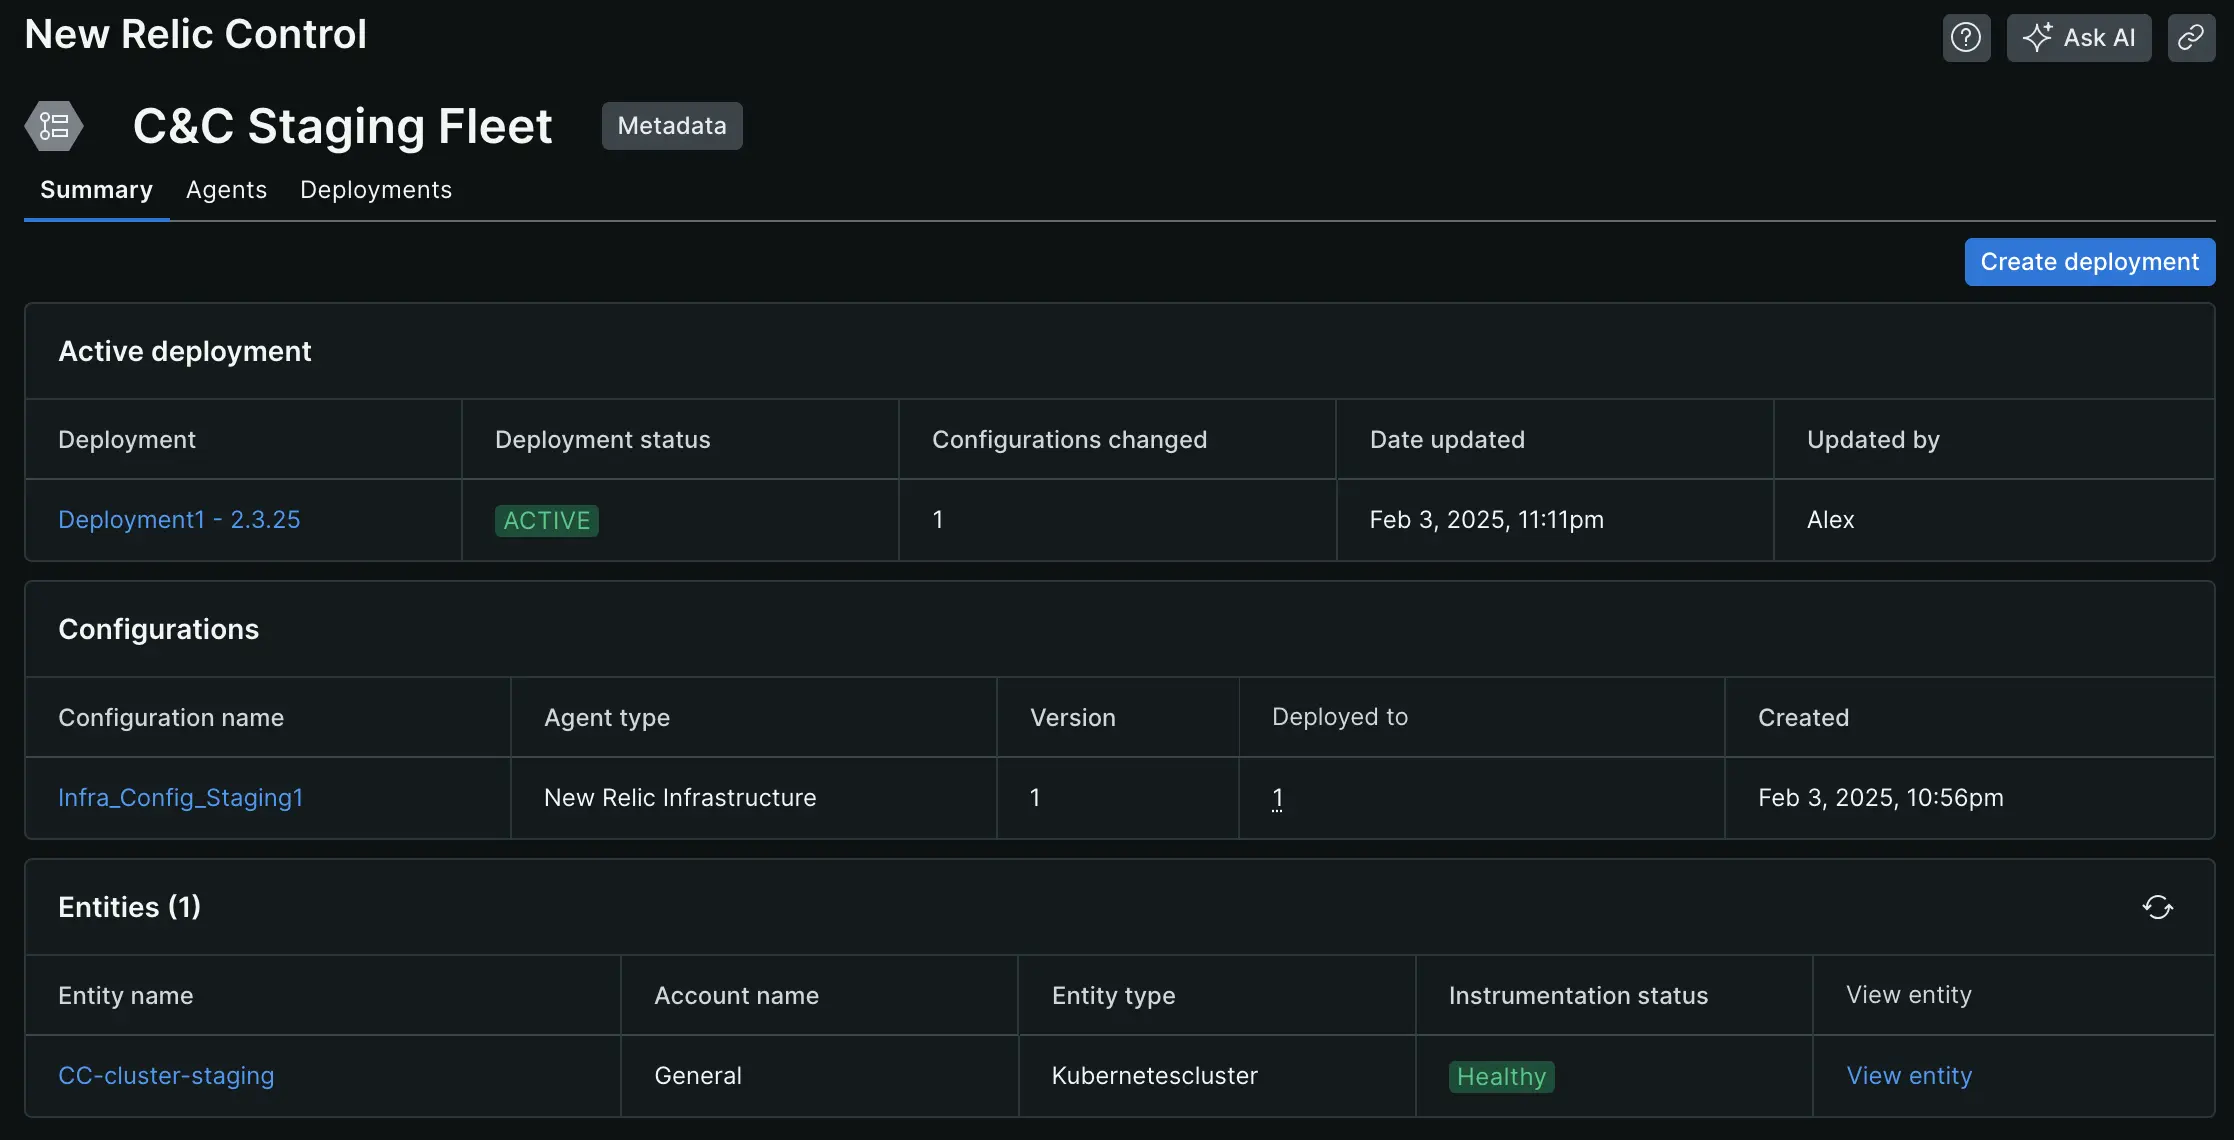 New Relic Control
Ask AI
C&C Staging Fleet
Metadata
Summary Agents Deployments
Create deployment
Active deployment
Deployment Deployment status Configurations changed Date updated Updated by
Deployment1 - 2.3.25 ACTIVE 1 Feb 3, 2025, 11:11pm Alex
Configurations
Configuration name Agent type Version Deployed to Created
Infra_Config_Staging1 New Relic Infrastructure 1 1 Feb 3, 2025, 10:56pm
Entities (1)
Entity name Account name Entity type Instrumentation status View entity
CC-cluster-staging General Kubernetescluster Healthy View entity